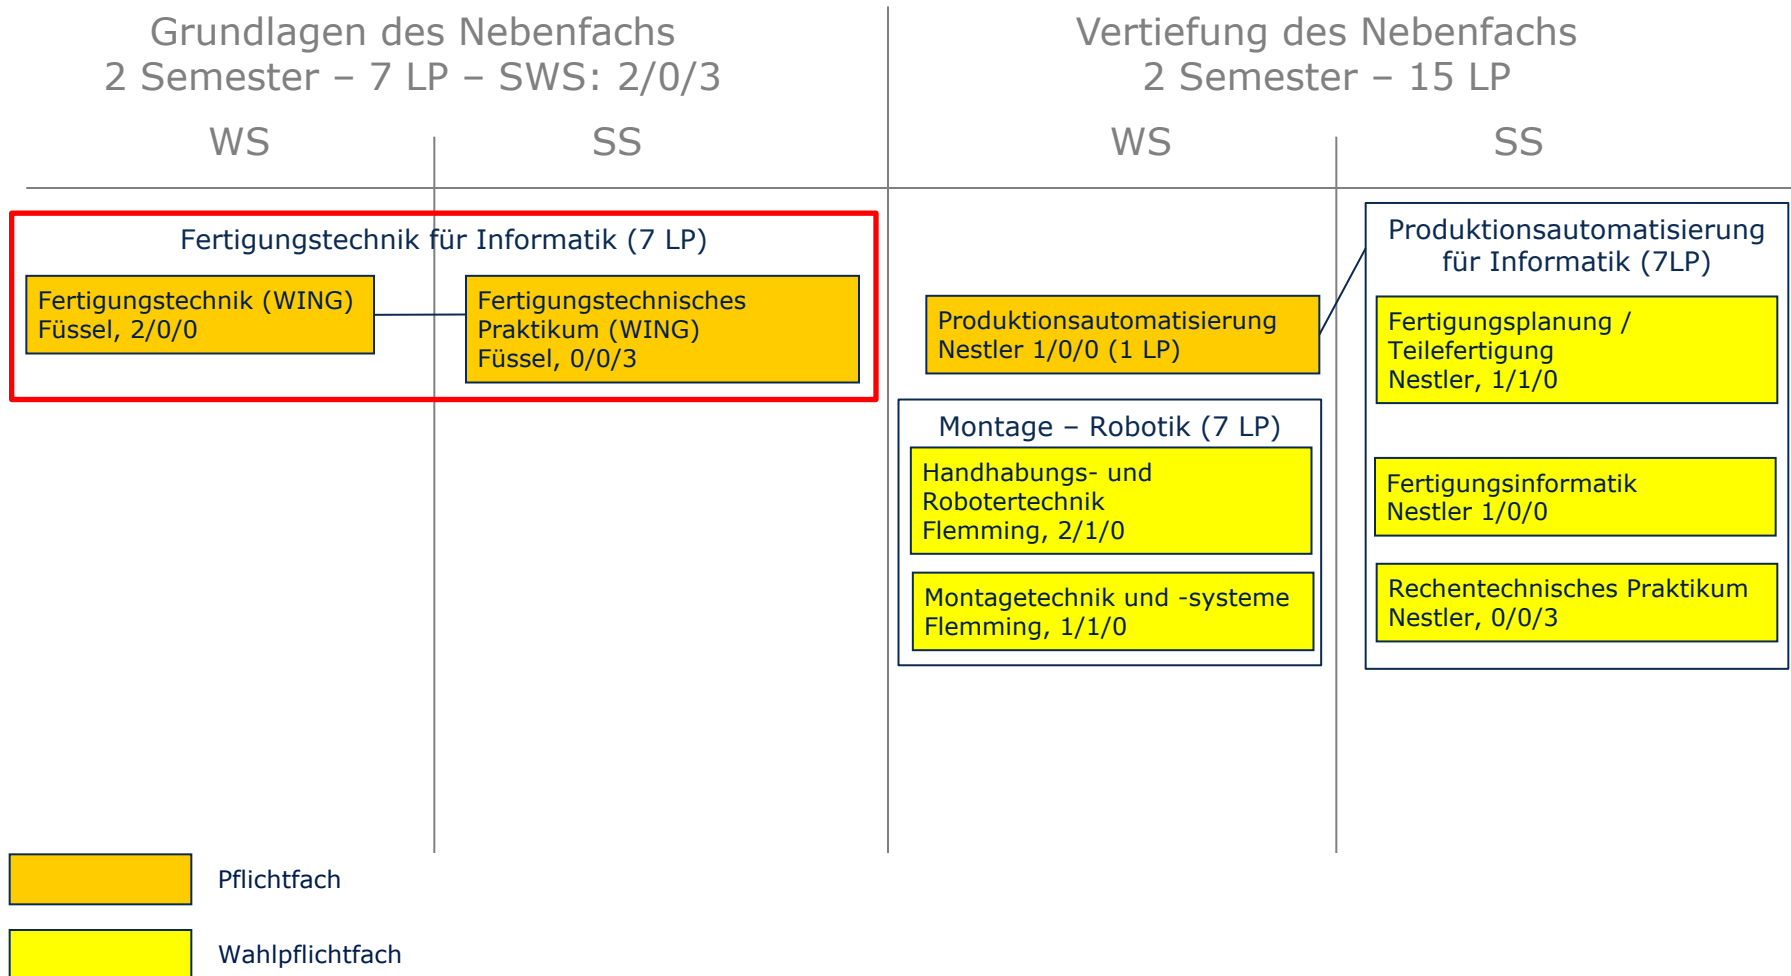 Grundlagen des Nebenfachs
2 Semester – 7 LP – SWS: 2/0/3
WS
SS
Vertiefung des Nebenfachs
2 Semester – 15 LP
WS
SS
Fertigungstechnik für Informatik (7 LP)
Fertigungstechnik (WING)
Füssel, 2/0/0
Fertigungstechnisches
Praktikum (WING)
Füssel, 0/0/3
Produktionsautomatisierung
Nestler 1/0/0 (1 LP)
Montage – Robotik (7 LP)
Handhabungs- und
Robotertechnik
Flemming, 2/1/0
Montagetechnik und -systeme
Flemming, 1/1/0
Produktionsautomatisierung
für Informatik (7LP)
Fertigungsplanung /
Teilefertigung
Nestler, 1/1/0
Fertigungsinformatik
Nestler 1/0/0
Rechentechnisches Praktikum
Nestler, 0/0/3
Pflichtfach
Wahlpflichtfach